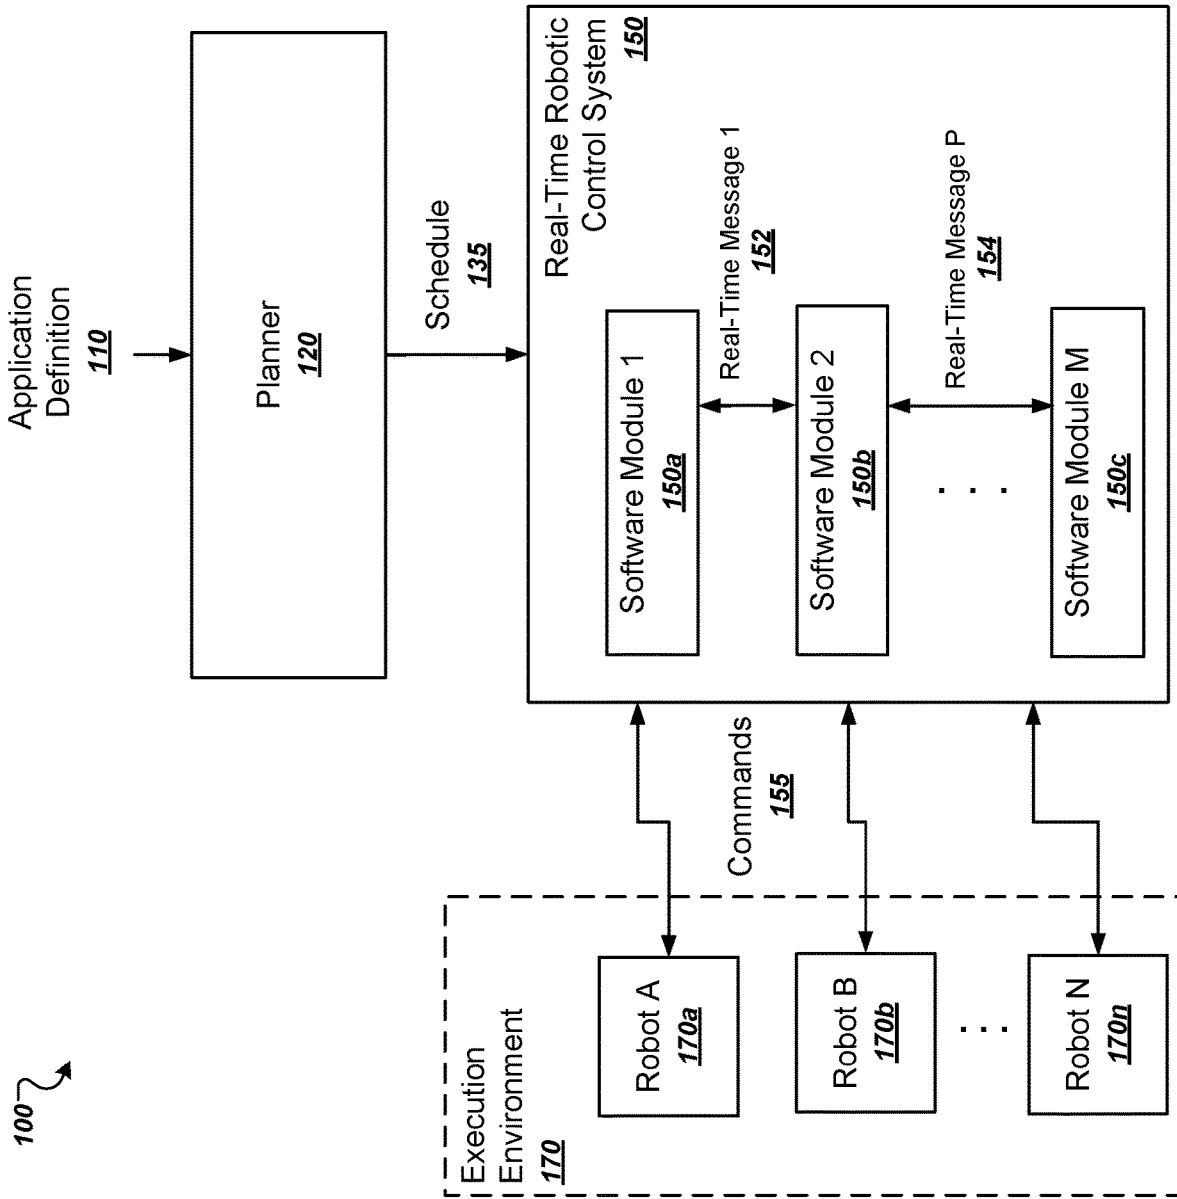 100
Application
Definition
110
Planner
120
Schedule
135
Real-Time Robotic
Control System
150
Software Module 1
150a
Real-Time Message 1
152
Software Module 2
150b
Real-Time Message P
154
. . .
Software Module M
150c
Commands
155
Execution
Environment
170
Robot A
170a
Robot B
170b
. . .
Robot N
170n